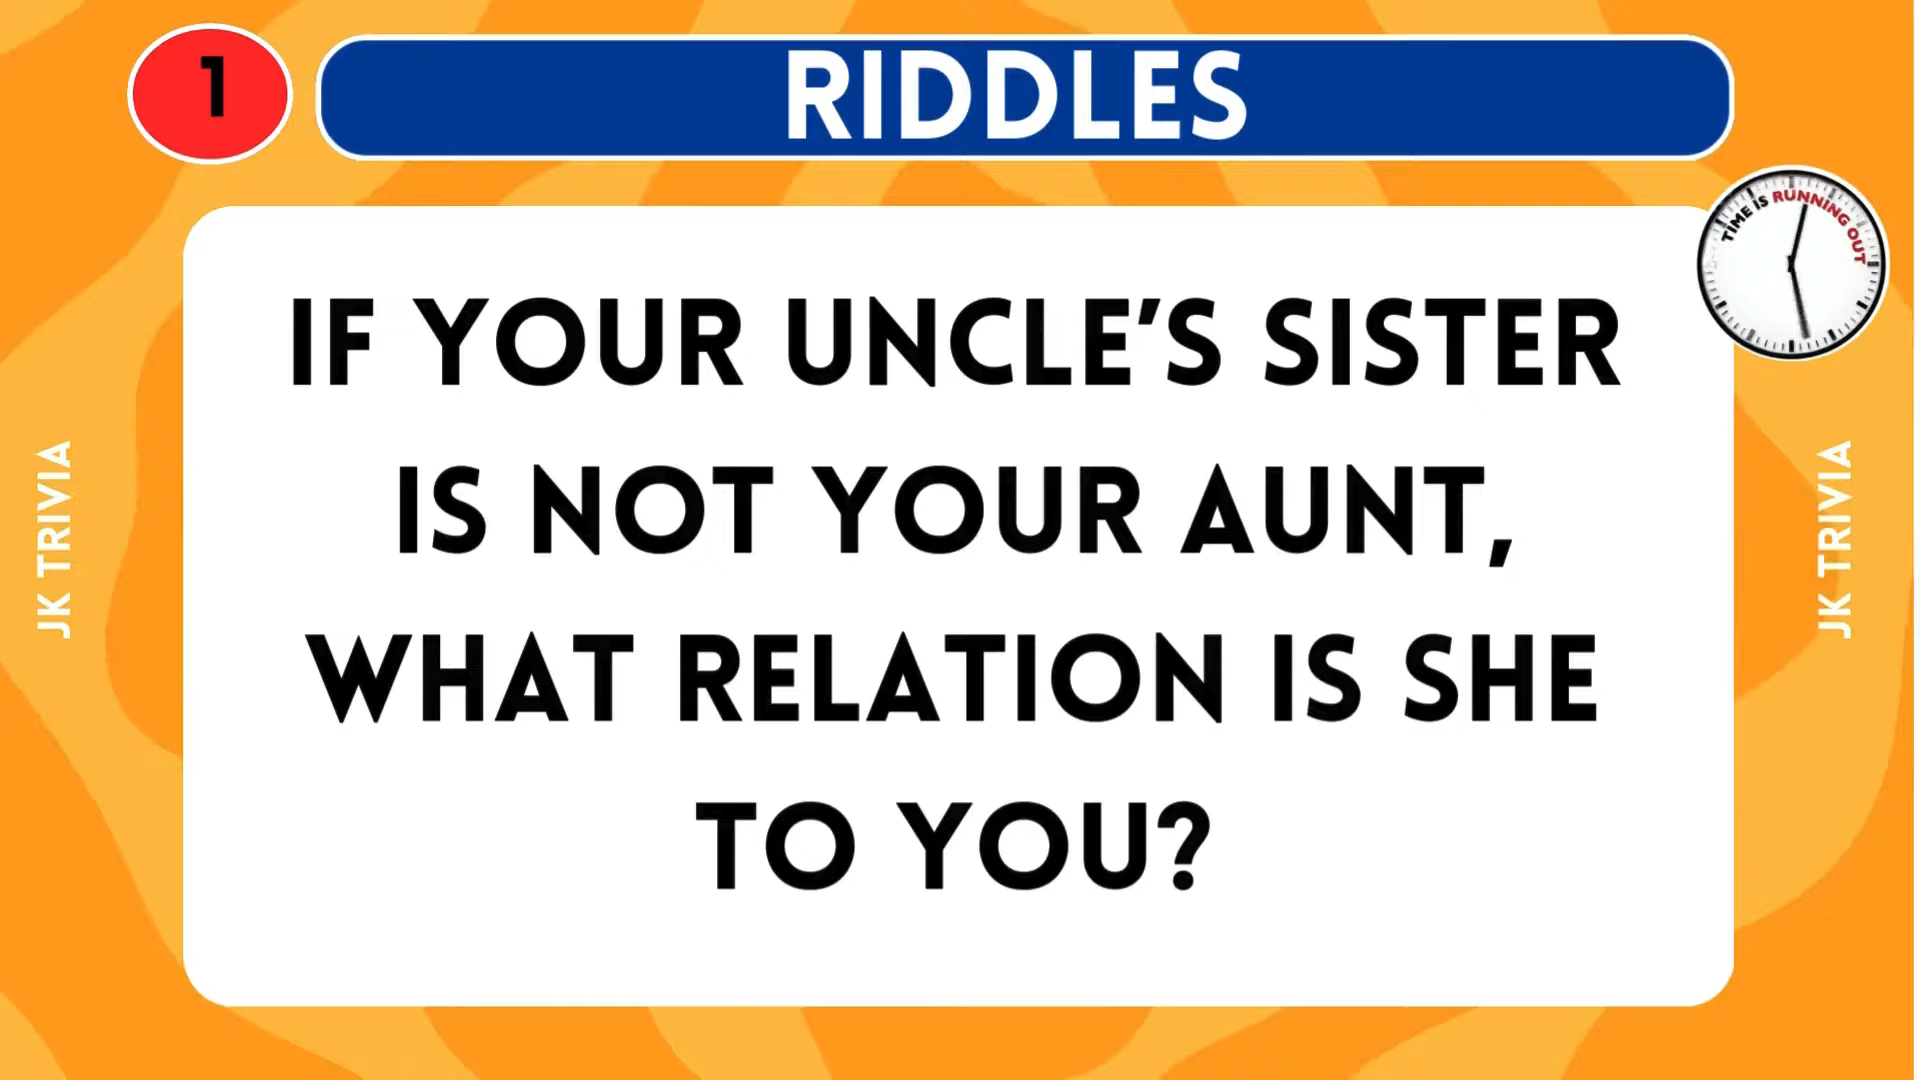 1
RIDDLES
TIME IS RUNNING OUT
IF YOUR UNCLE'S SISTER
IS NOT YOUR AUNT,
WHAT RELATION IS SHE
TO YOU?
JK TRIVIA
JK TRIVIA